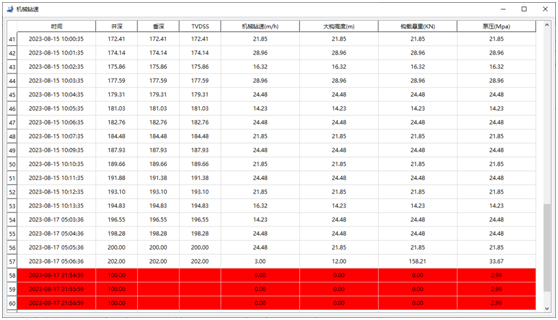 机械钻速
时间 井深 垂深 TVDSS 机械钻速(m/h) 大钩高度(m) 钩载悬重(KN) 泵压(Mpa)
41 2023-08-15 10:00:35 172.41 172.41 172.41 21.85 21.85 21.85 21.85
42 2023-08-15 10:01:35 174.14 174.14 174.14 28.96 28.96 28.96 28.96
43 2023-08-15 10:02:35 175.86 175.86 175.86 16.32 16.32 16.32 16.32
44 2023-08-15 10:03:35 177.59 177.59 177.59 28.96 28.96 28.96 28.96
45 2023-08-15 10:04:35 179.31 179.31 179.31 24.48 24.48 24.48 24.48
46 2023-08-15 10:05:35 181.03 181.03 181.03 14.23 14.23 14.23 14.23
47 2023-08-15 10:06:35 182.76 182.76 182.76 24.48 24.48 24.48 24.48
48 2023-08-15 10:07:35 184.48 184.48 184.48 21.85 21.85 21.85 21.85
49 2023-08-15 10:09:35 187.93 187.93 187.93 24.48 24.48 24.48 24.48
50 2023-08-15 10:10:35 189.66 189.66 189.66 21.85 21.85 21.85 21.85
51 2023-08-15 10:11:35 191.88 191.38 191.38 24.48 24.48 24.48 24.48
52 2023-08-15 10:12:35 193.10 193.10 193.10 21.85 21.85 21.85 21.85
53 2023-08-15 10:13:35 194.83 194.83 194.83 16.32 14.23 14.23 14.23
54 2023-08-17 05:03:36 196.55 196.55 196.55 14.23 24.48 24.48 24.48
55 2023-08-17 05:04:36 198.28 198.28 198.28 24.48 24.48 24.48 24.48
56 2023-08-17 05:05:36 200.00 200.00 200.00 24.48 21.85 21.85 21.85
57 2023-08-17 05:06:36 202.00 202.00 202.00 3.00 12.00 158.21 33.67
58 2023-08-17 21:54:59 100.00 0.00 0.00 0.00 2.99
59 2023-08-17 21:55:59 100.00 0.00 0.00 0.00 2.99
60 2023-08-17 21:56:59 100.00 0.00 0.00 0.00 2.99